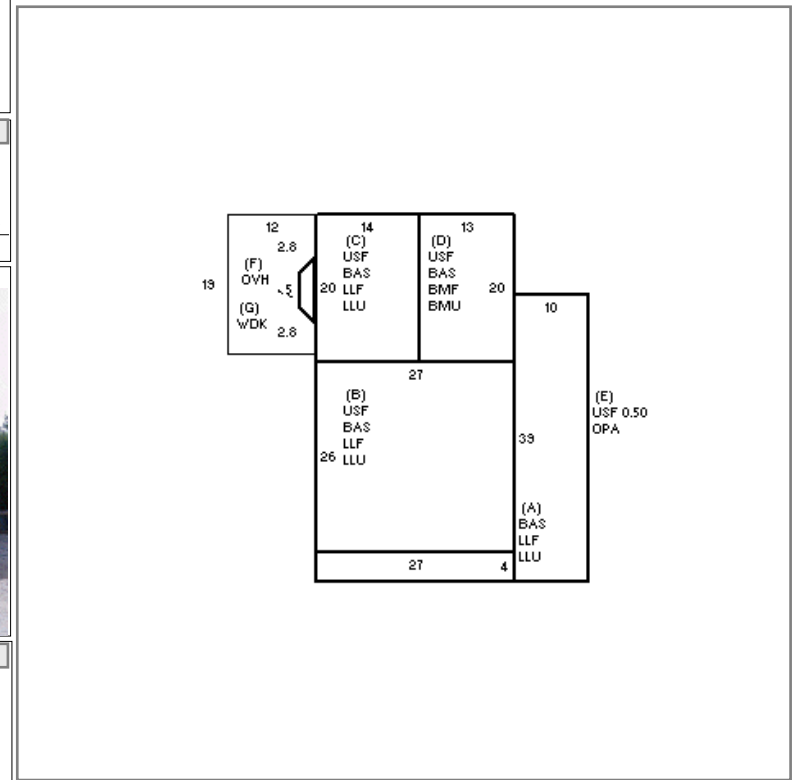 12
14
13
2.8
(C)
USF
BAS
LLF
LLU
(D)
USF
BAS
BMF
BMU
(F)
OVH
19
20
20
5
(G)
WDK
2.8
10
27
(B)
USF
BAS
LLF
LLU
(E)
USF 0.50
OPA
39
26
(A)
BAS
LLF
LLU
27
4